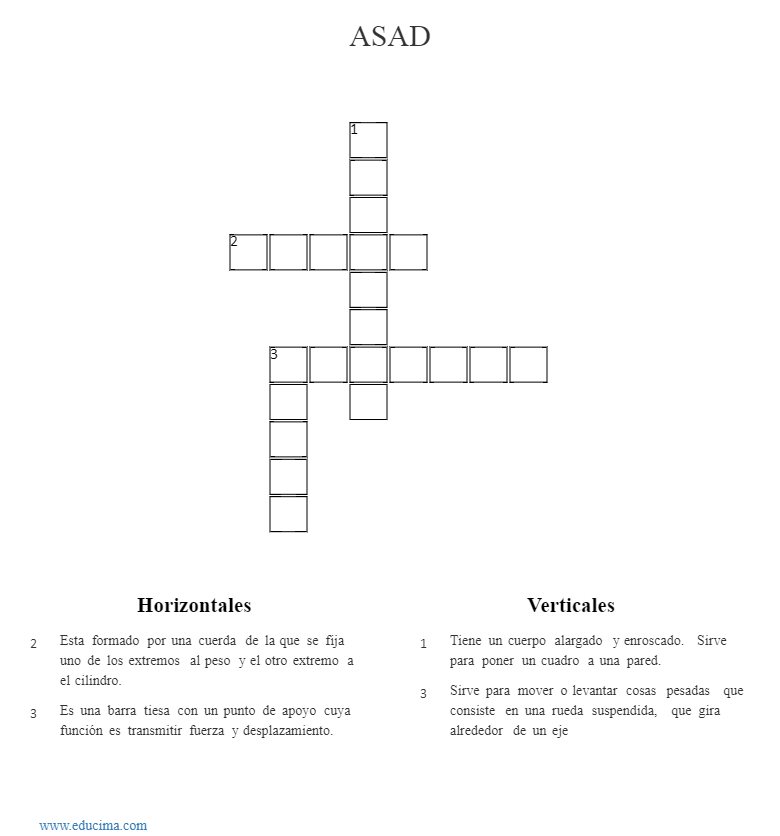 ASAD
1
2
3
Horizontales
2 Esta formado por una cuerda de la que se fija
uno de los extremos al peso y el otro extremo a
el cilindro.
3 Es una barra tiesa con un punto de apoyo cuya
función es transmitir fuerza y desplazamiento.
Verticales
1 Tiene un cuerpo alargado y enroscado. Sirve
para poner un cuadro a una pared.
3 Sirve para mover o levantar cosas pesadas que
consiste en una rueda suspendida, que gira
alrededor de un eje
www.educima.com